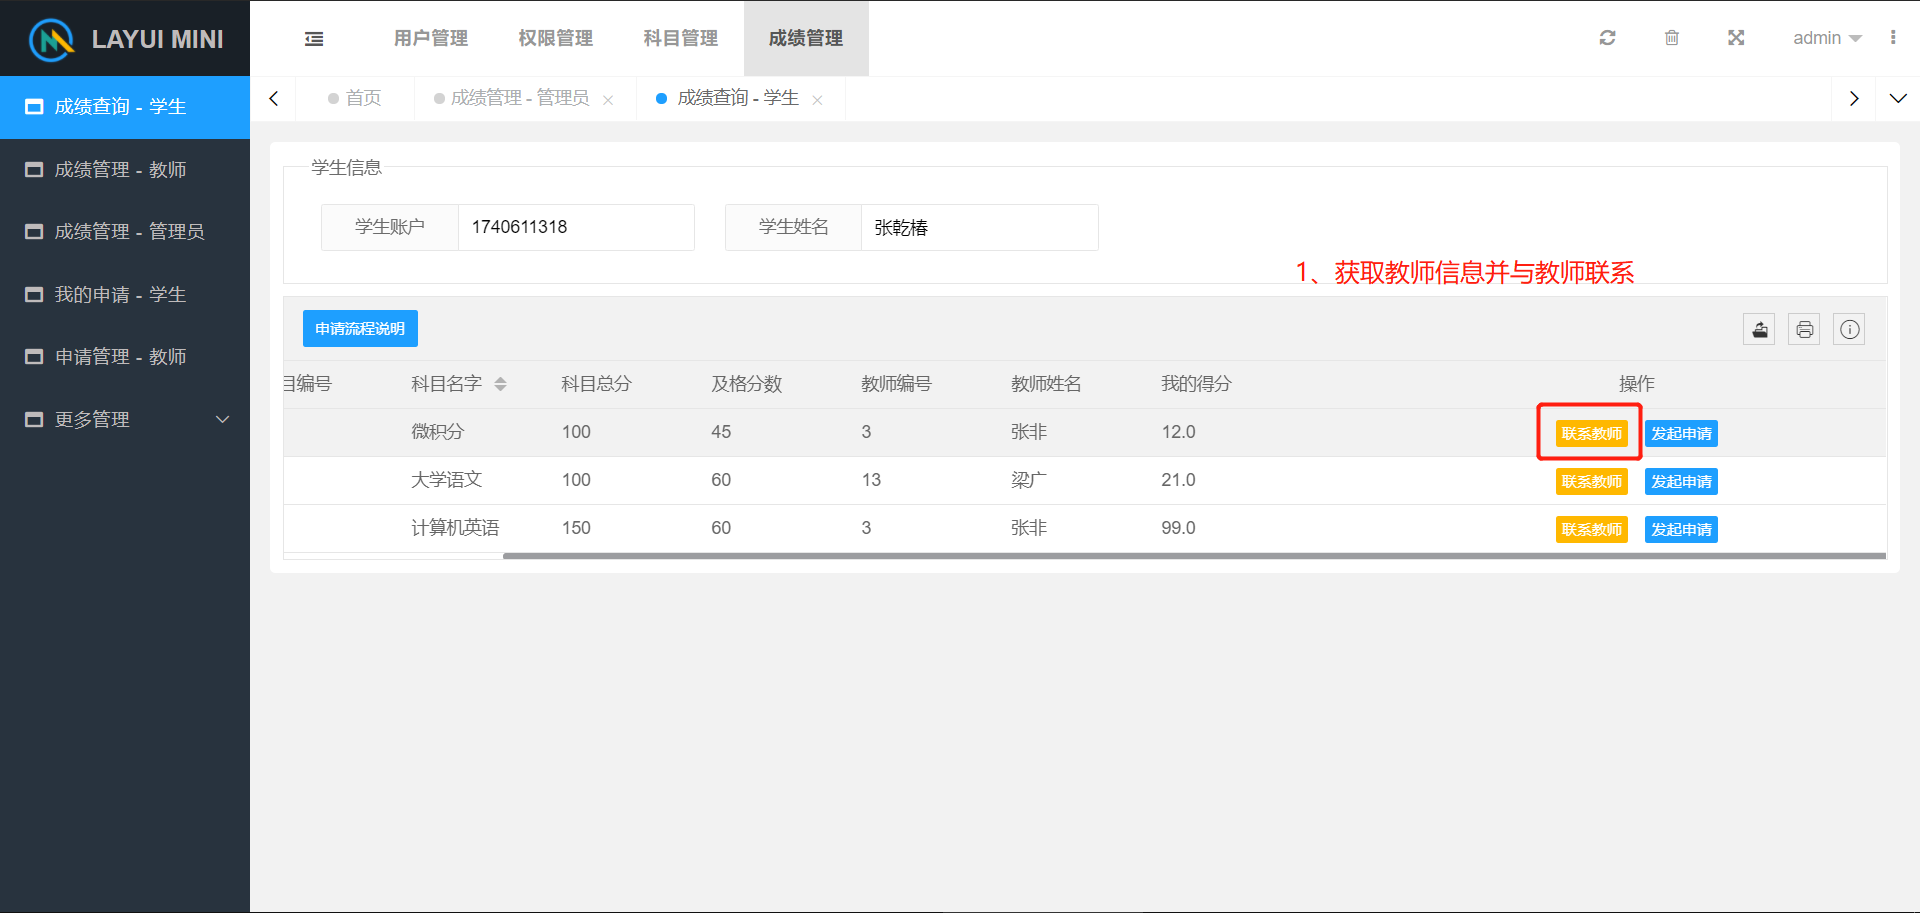 LAYUI MINI
用户管理 权限管理 科目管理 成绩管理
admin
首页 成绩管理 - 管理员 成绩查询 - 学生
成绩查询 - 学生
成绩管理 - 教师
成绩管理 - 管理员
我的申请 - 学生
申请管理 - 教师
更多管理
学生信息
学生账户 1740611318 学生姓名 张乾椿
1、获取教师信息并与教师联系
申请流程说明
目编号 科目名字 科目总分 及格分数 教师编号 教师姓名 我的得分 操作
微积分 100 45 3 张非 12.0 联系教师 发起申请
大学语文 100 60 13 梁广 21.0 联系教师 发起申请
计算机英语 150 60 3 张非 99.0 联系教师 发起申请